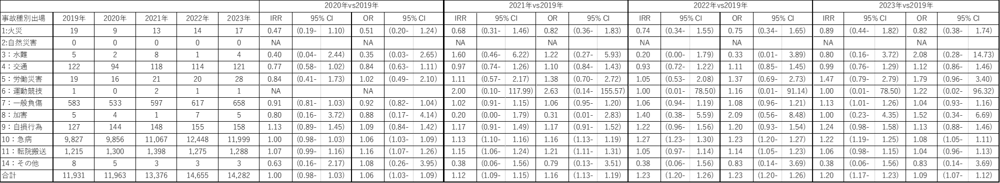 2020年vs2019年 2021年vs2019年 2022年vs2019年 2023年vs2019年
事故種別出場 2019年 2020年 2021年 2022年 2023年 IRR 95% CI OR 95% CI IRR 95% CI OR 95% CI IRR 95% CI OR 95% CI IRR 95% CI OR 95% CI
1:火災 19 9 13 14 17 0.47 (0.19- 1.10) 0.51 (0.20- 1.24) 0.68 (0.31- 1.46) 0.82 (0.36- 1.83) 0.74 (0.34- 1.55) 0.75 (0.34- 1.65) 0.89 (0.44- 1.82) 0.82 (0.38- 1.74)
2:自然災害 0 0 0 0 0 NA NA NA NA NA NA NA NA
3：水難 5 2 8 1 4 0.40 (0.04- 2.44) 0.35 (0.03- 2.65) 1.60 (0.46- 6.22) 1.22 (0.27- 5.93) 0.20 (0.00- 1.79) 0.33 (0.01- 3.89) 0.80 (0.16- 3.72) 2.08 (0.28- 14.73)
4：交通 122 94 118 114 121 0.77 (0.58- 1.02) 0.84 (0.63- 1.11) 0.97 (0.74- 1.26) 1.10 (0.84- 1.43) 0.93 (0.72- 1.22) 1.11 (0.85- 1.45) 0.99 (0.76- 1.29) 1.12 (0.86- 1.46)
5：労働災害 19 16 21 20 28 0.84 (0.41- 1.73) 1.02 (0.49- 2.10) 1.11 (0.57- 2.17) 1.38 (0.70- 2.72) 1.05 (0.53- 2.08) 1.37 (0.69- 2.73) 1.47 (0.79- 2.79) 1.79 (0.96- 3.40)
6：運動競技 1 0 2 1 1 NA NA 2.00 (0.10- 117.99) 2.63 (0.14- 155.57) 1.00 (0.01- 78.50) 1.16 (0.01- 91.14) 1.00 (0.01- 78.50) 1.22 (0.02- 96.32)
7：一般負傷 583 533 597 617 658 0.91 (0.81- 1.03) 0.92 (0.82- 1.04) 1.02 (0.91- 1.15) 1.06 (0.95- 1.20) 1.06 (0.94- 1.19) 1.08 (0.96- 1.21) 1.13 (1.01- 1.26) 1.04 (0.93- 1.16)
8：加害 5 4 1 7 5 0.80 (0.16- 3.72) 0.88 (0.17- 4.14) 0.20 (0.00- 1.79) 0.31 (0.01- 2.83) 1.40 (0.38- 5.59) 2.09 (0.56- 8.48) 1.00 (0.23- 4.35) 1.52 (0.34- 6.69)
9：自損行為 127 144 148 155 158 1.13 (0.89- 1.45) 1.09 (0.84- 1.42) 1.17 (0.91- 1.49) 1.17 (0.91- 1.52) 1.22 (0.96- 1.56) 1.20 (0.93- 1.54) 1.24 (0.98- 1.58) 1.13 (0.88- 1.46)
10：急病 9,827 9,856 11,067 12,448 11,999 1.00 (0.98- 1.03) 1.06 (1.03- 1.09) 1.13 (1.10- 1.16) 1.16 (1.13- 1.19) 1.27 (1.23- 1.30) 1.23 (1.20- 1.27) 1.22 (1.19- 1.25) 1.08 (1.05- 1.11)
11：転院搬送 1,215 1,300 1,398 1,275 1,288 1.07 (0.99- 1.16) 1.16 (1.07- 1.26) 1.15 (1.06- 1.24) 1.21 (1.11- 1.31) 1.05 (0.97- 1.14) 1.14 (1.05- 1.23) 1.06 (0.98- 1.15) 1.04 (0.96- 1.13)
14：その他 8 5 3 3 3 0.63 (0.16- 2.17) 1.08 (0.26- 3.95) 0.38 (0.06- 1.56) 0.79 (0.13- 3.51) 0.38 (0.06- 1.56) 0.83 (0.14- 3.69) 0.38 (0.06- 1.56) 0.83 (0.14- 3.69)
合計 11,931 11,963 13,376 14,655 14,282 1.00 (0.98- 1.03) 1.06 (1.03- 1.09) 1.12 (1.09- 1.15) 1.16 (1.13- 1.19) 1.23 (1.20- 1.26) 1.23 (1.20- 1.26) 1.20 (1.17- 1.23) 1.09 (1.07- 1.12)